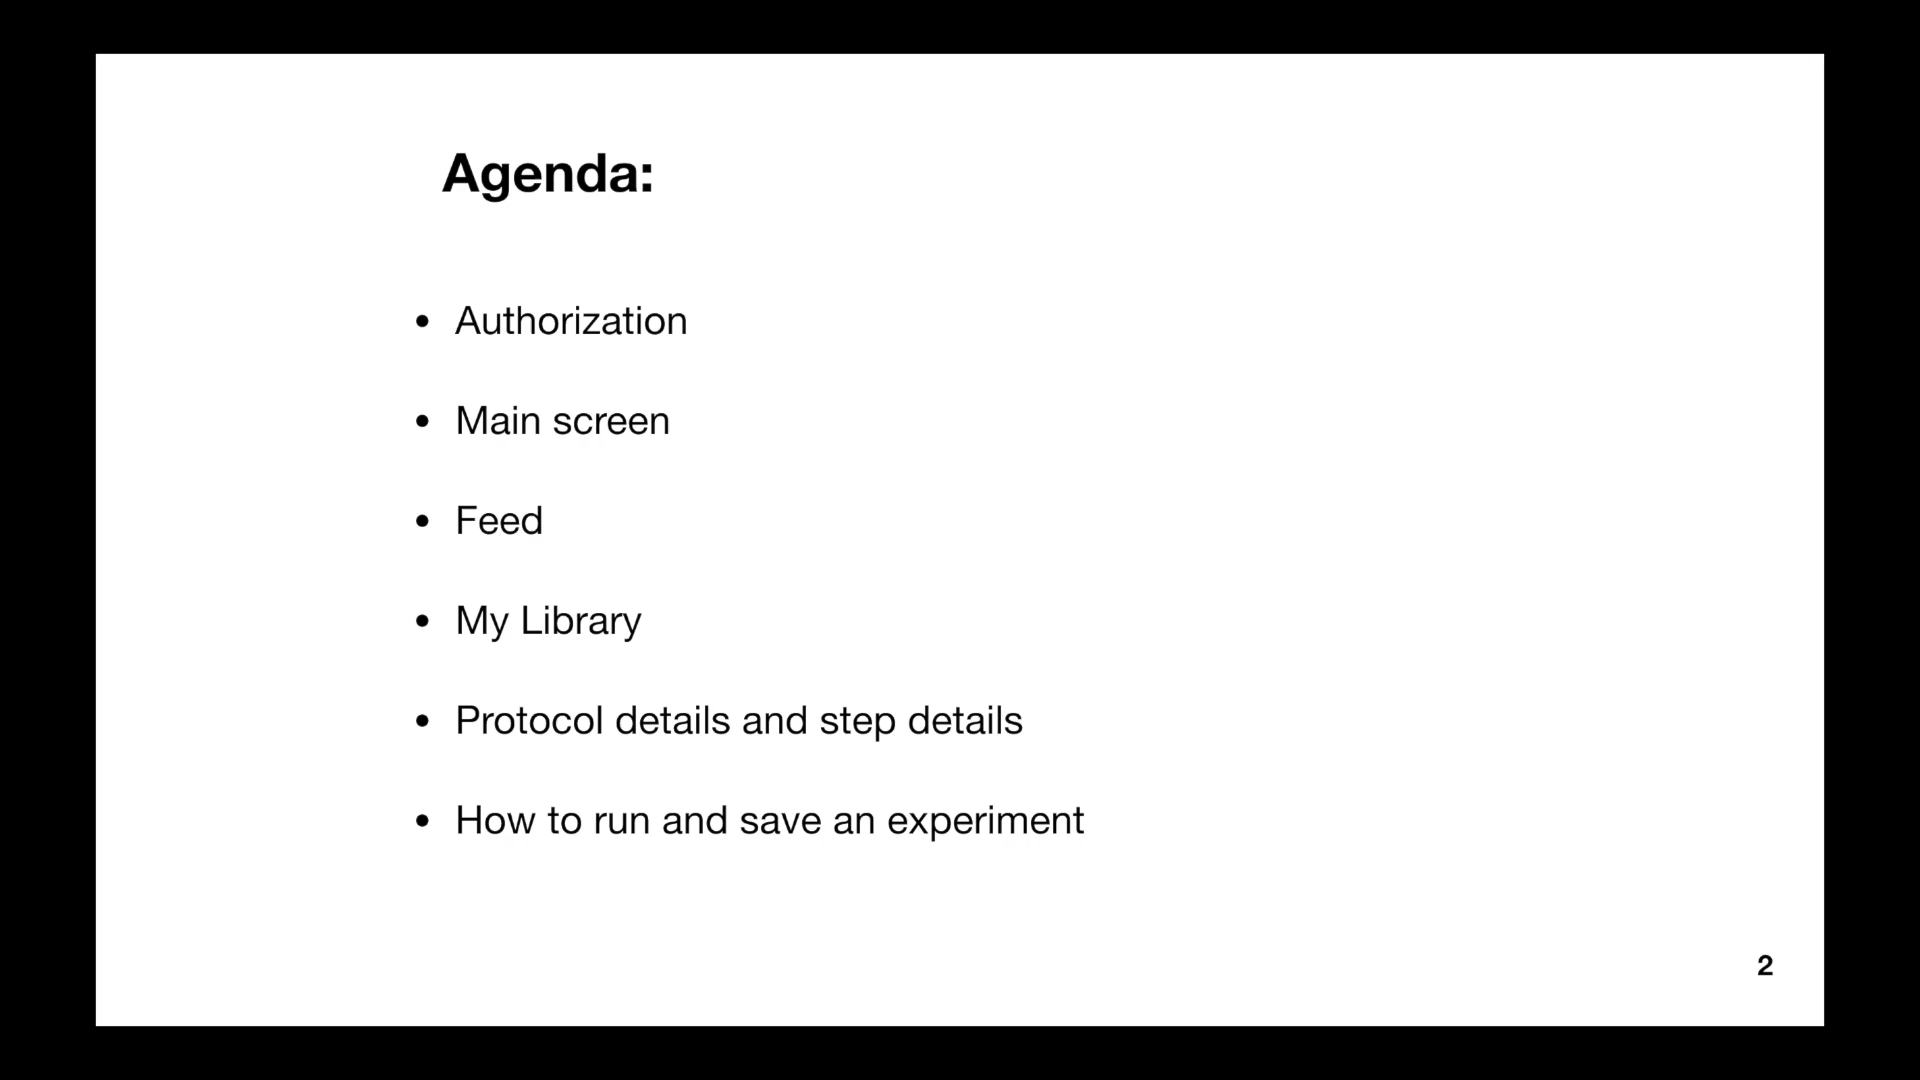 Agenda:
• Authorization
• Main screen
• Feed
• My Library
• Protocol details and step details
• How to run and save an experiment
2